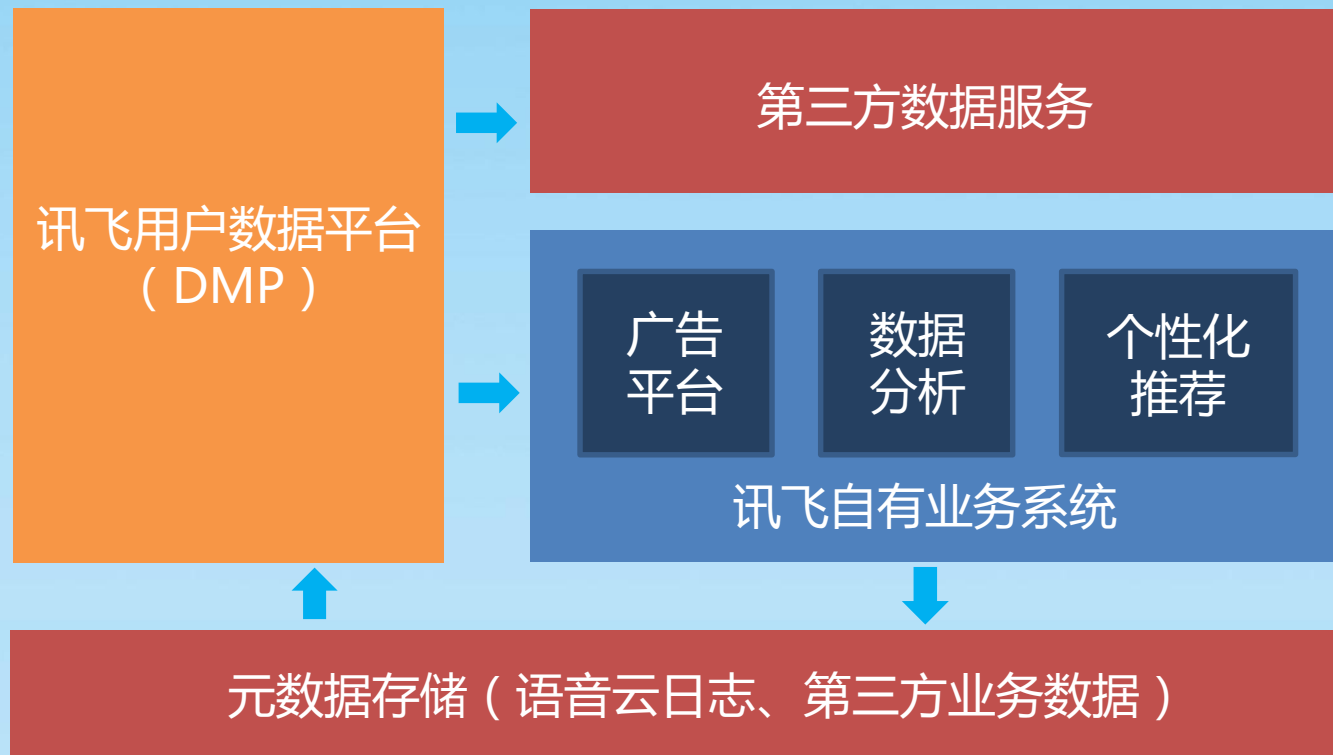 讯飞用户数据平台
（DMP）
第三方数据服务
广告
平台
数据
分析
个性化
推荐
讯飞自有业务系统
元数据存储（语音云日志、第三方业务数据）